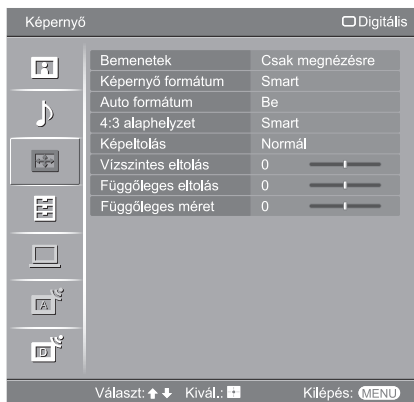 Képernyő Digitális
Bemenetek Csak megnézésre
Képernyő formátum Smart
Auto formátum Be
4:3 alaphelyzet Smart
Képeltolás Normál
Vízszintes eltolás 0
Függőleges eltolás 0
Függőleges méret 0
A
D
Választ: Kivál.: Kilépés: MENU